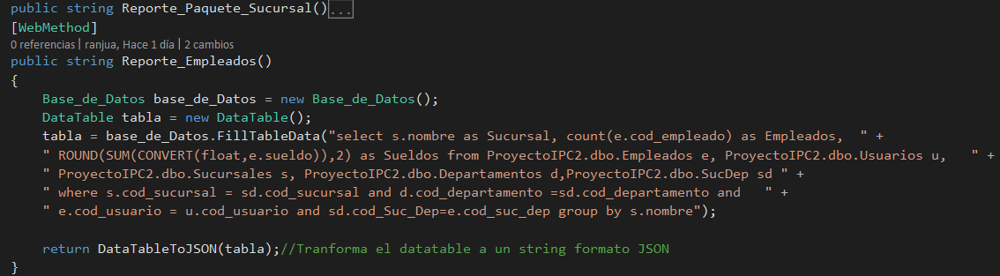 public string Reporte_Paquete_Sucursal()...
[WebMethod]
0 referencias | ranjua, Hace 1 día | 2 cambios
public string Reporte_Empleados()
{
    Base_de_Datos base_de_Datos = new Base_de_Datos();
    DataTable tabla = new DataTable();
    tabla = base_de_Datos.FillTableData("select s.nombre as Sucursal, count(e.cod_empleado) as Empleados,  " +
    " ROUND(SUM(CONVERT(float,e.sueldo)),2) as Sueldos from ProyectoIPC2.dbo.Empleados e, ProyectoIPC2.dbo.Usuarios u,   " +
    " ProyectoIPC2.dbo.Sucursales s, ProyectoIPC2.dbo.Departamentos d,ProyectoIPC2.dbo.SucDep sd " +
    " where s.cod_sucursal = sd.cod_sucursal and d.cod_departamento =sd.cod_departamento and   " +
    " e.cod_usuario = u.cod_usuario and sd.cod_Suc_Dep=e.cod_suc_dep group by s.nombre");
    return DataTableToJSON(tabla);//Tranforma el datatable a un string formato JSON
}